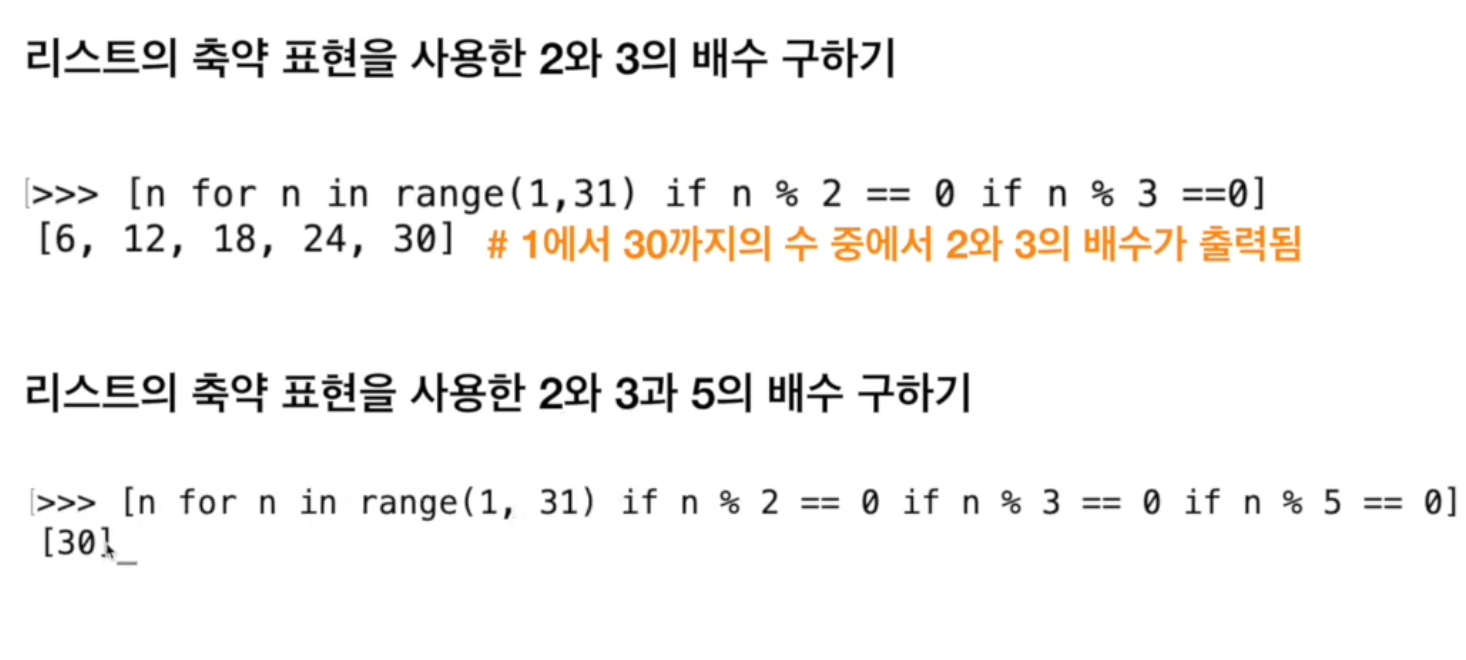 리스트의 축약 표현을 사용한 2와 3의 배수 구하기
[>>> [n for n in range(1,31) if n % 2 == 0 if n % 3 ==0]
[6, 12, 18, 24, 30] # 1에서 30까지의 수 중에서 2와 3의 배수가 출력됨
리스트의 축약 표현을 사용한 2와 3과 5의 배수 구하기
[>>> [n for n in range(1, 31) if n % 2 == 0 if n % 3 == 0 if n % 5 == 0]
[30]_